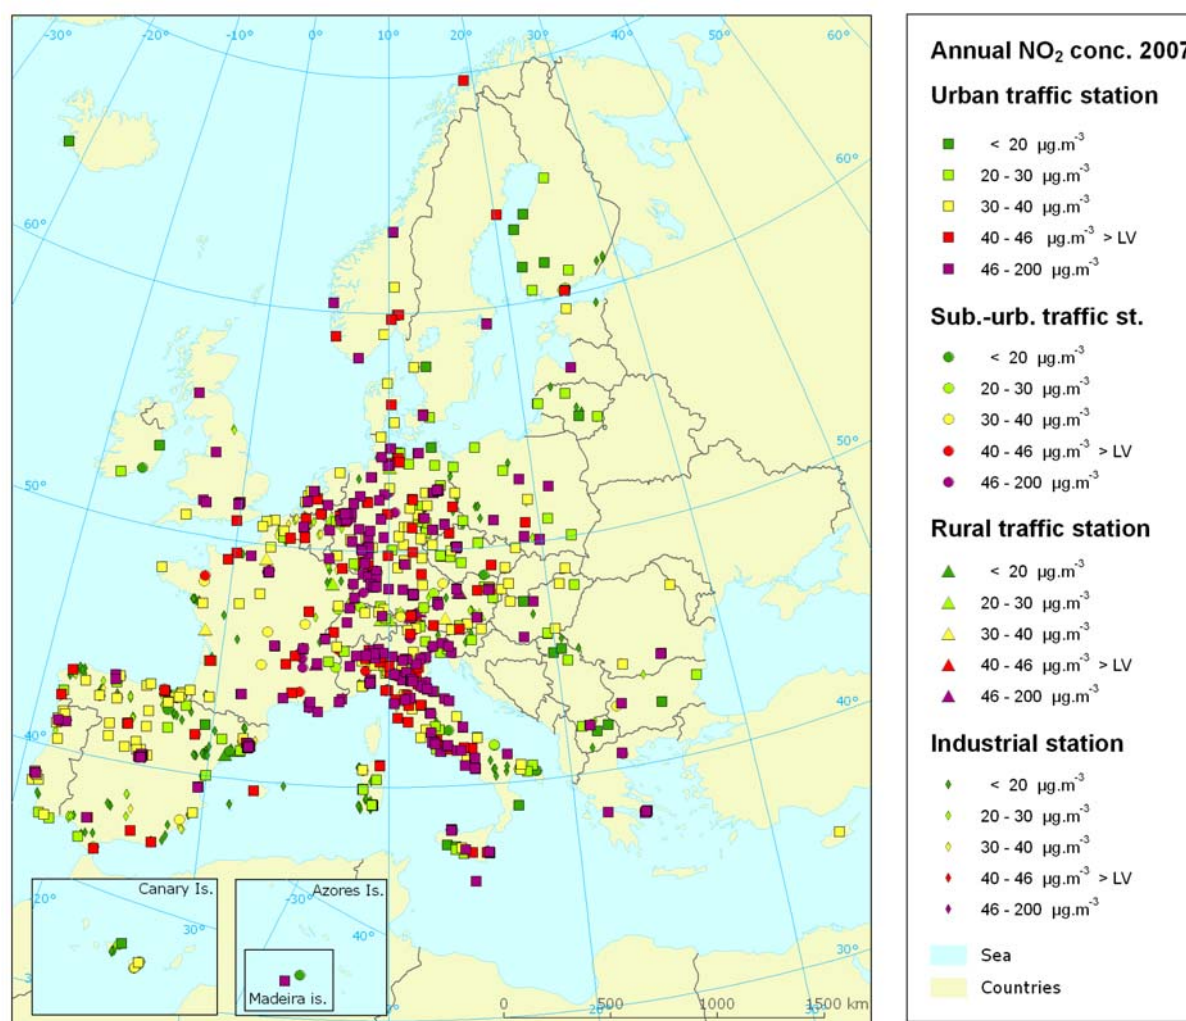 -30°
-20°
-10°
0°
10°
20°
30°
40°
50°
60°
60°
60°
50°
50°
40°
40°
Canary Is.
20°
30°
Azores Is.
-30°
40°
Madeira is.
30°
20°
0
500
1000
1500 km
Annual NO₂ conc. 2007
Urban traffic station
< 20 µg.m⁻³
20 - 30 µg.m⁻³
30 - 40 µg.m⁻³
40 - 46 µg.m⁻³ > LV
46 - 200 µg.m⁻³
Sub.-urb. traffic st.
< 20 µg.m⁻³
20 - 30 µg.m⁻³
30 - 40 µg.m⁻³
40 - 46 µg.m⁻³ > LV
46 - 200 µg.m⁻³
Rural traffic station
< 20 µg.m⁻³
20 - 30 µg.m⁻³
30 - 40 µg.m⁻³
40 - 46 µg.m⁻³ > LV
46 - 200 µg.m⁻³
Industrial station
< 20 µg.m⁻³
20 - 30 µg.m⁻³
30 - 40 µg.m⁻³
40 - 46 µg.m⁻³ > LV
46 - 200 µg.m⁻³
Sea
Countries